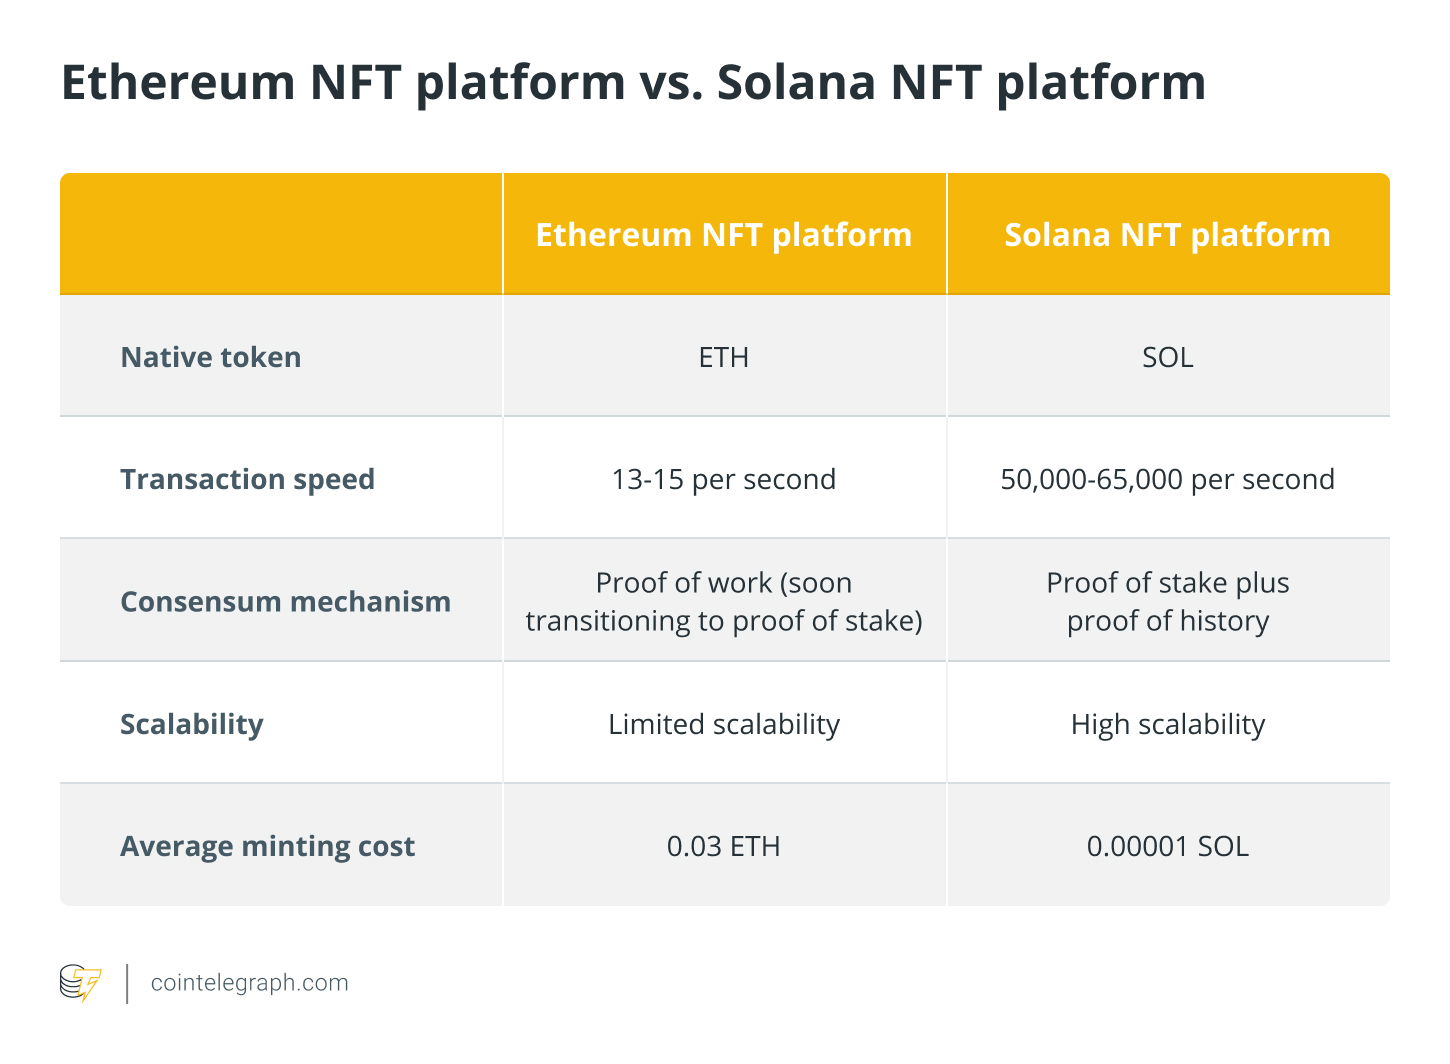 Ethereum NFT platform vs. Solana NFT platform
Ethereum NFT platform
Solana NFT platform
Native token
ETH
SOL
Transaction speed
13-15 per second
50,000-65,000 per second
Consensum mechanism
Proof of work (soon
transitioning to proof of stake)
Proof of stake plus
proof of history
Scalability
Limited scalability
High scalability
Average minting cost
0.03 ETH
0.00001 SOL
cointelegraph.com